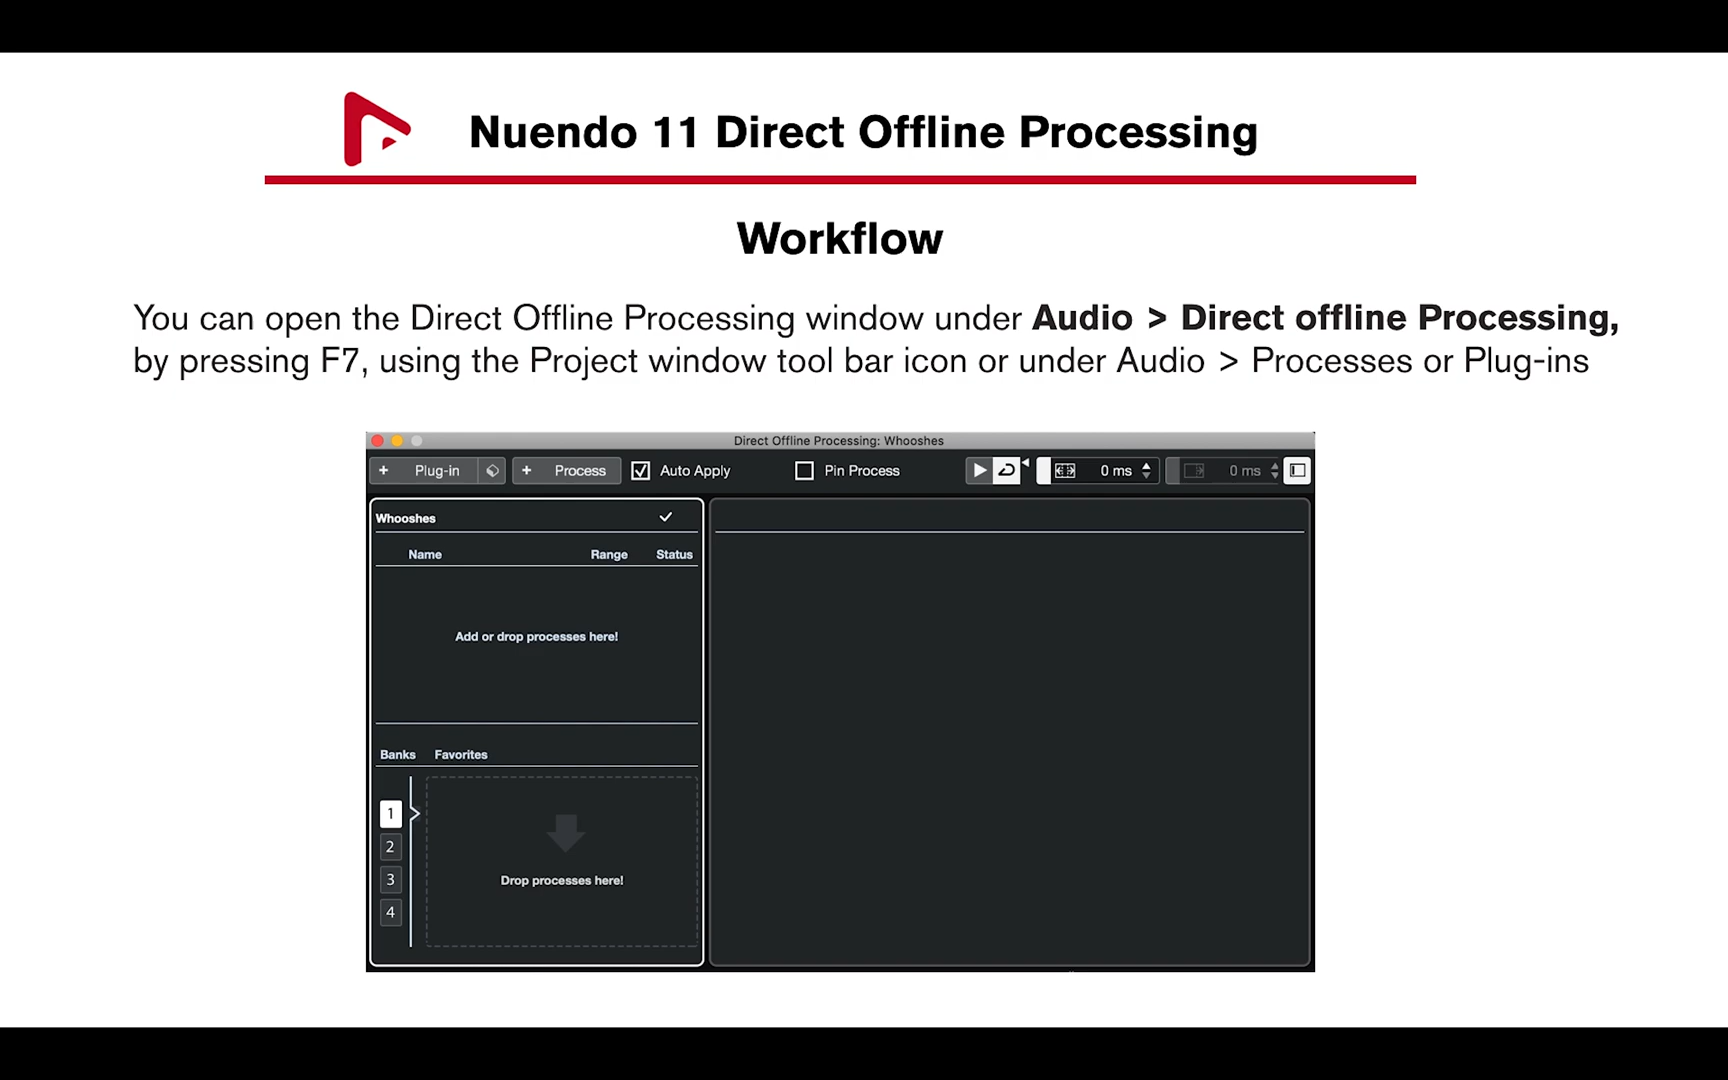 Nuendo 11 Direct Offline Processing
Workflow
You can open the Direct Offline Processing window under Audio > Direct offline Processing,
by pressing F7, using the Project window tool bar icon or under Audio > Processes or Plug-ins
Direct Offline Processing: Whooshes
+ Plug-in + Process Auto Apply Pin Process 0 ms 0 ms
Whooshes
Name Range Status
Add or drop processes here!
Banks Favorites
1
2
3
4
Drop processes here!